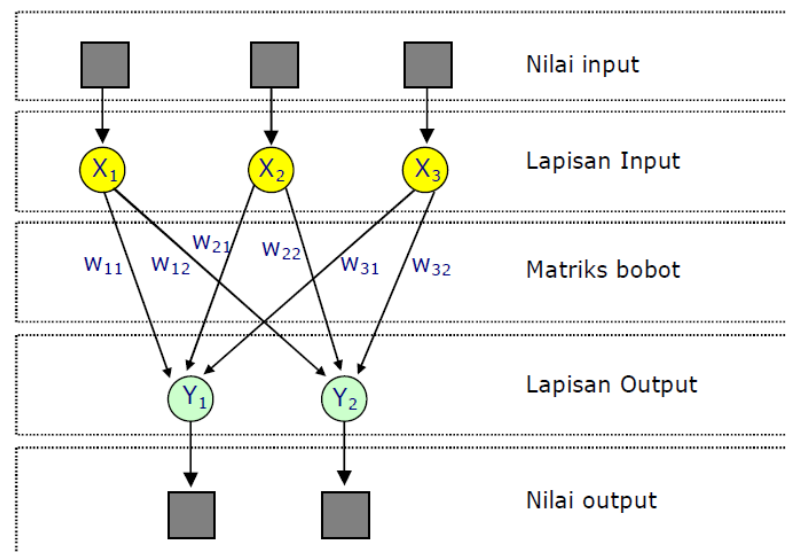 Nilai input
X1 X2 X3 Lapisan Input
W11 W12 W21 W22 W31 W32 Matriks bobot
Y1 Y2 Lapisan Output
Nilai output